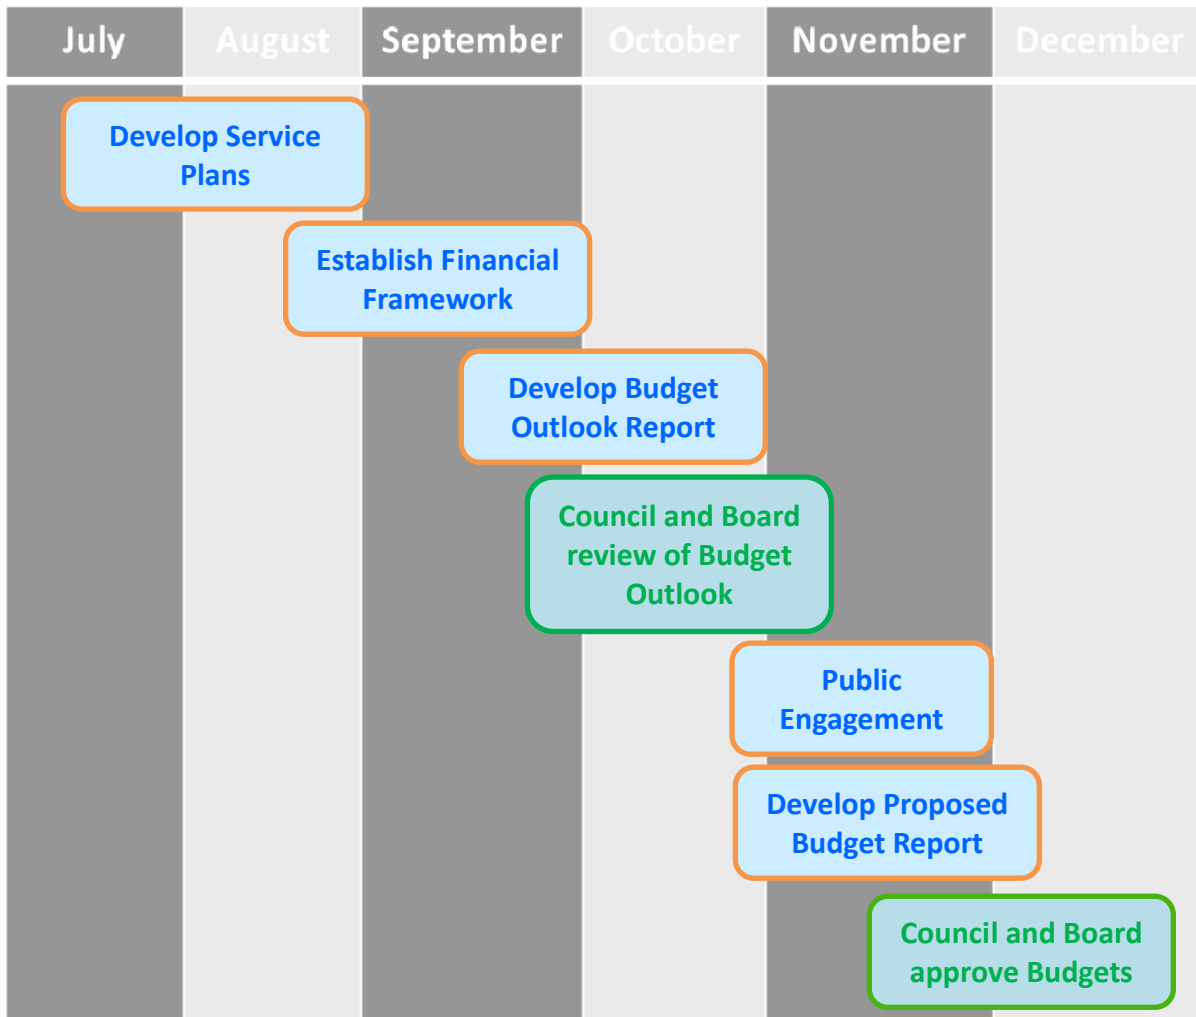 July August September October November December
Develop Service
Plans
Establish Financial
Framework
Develop Budget
Outlook Report
Council and Board
review of Budget
Outlook
Public
Engagement
Develop Proposed
Budget Report
Council and Board
approve Budgets